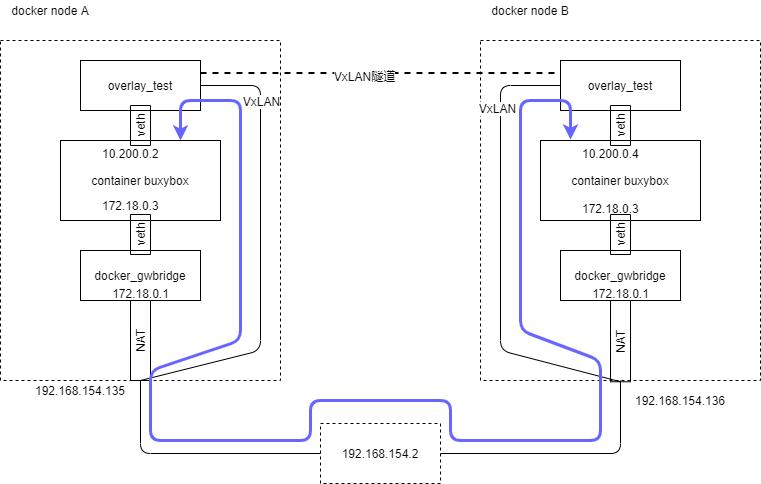 docker node A
docker node B
overlay_test
VxLAN隧道
overlay_test
VxLAN
VxLAN
veth
veth
10.200.0.2
container buxybox
172.18.0.3
10.200.0.4
container buxybox
172.18.0.3
veth
veth
docker_gwbridge
172.18.0.1
docker_gwbridge
172.18.0.1
NAT
NAT
192.168.154.135
192.168.154.136
192.168.154.2